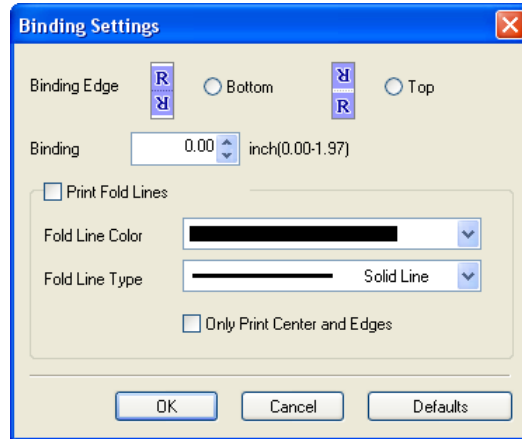 Binding Settings
Binding Edge R R Bottom R R Top
Binding 0.00 inch(0.00-1.97)
Print Fold Lines
Fold Line Color
Fold Line Type Solid Line
Only Print Center and Edges
OK Cancel Defaults